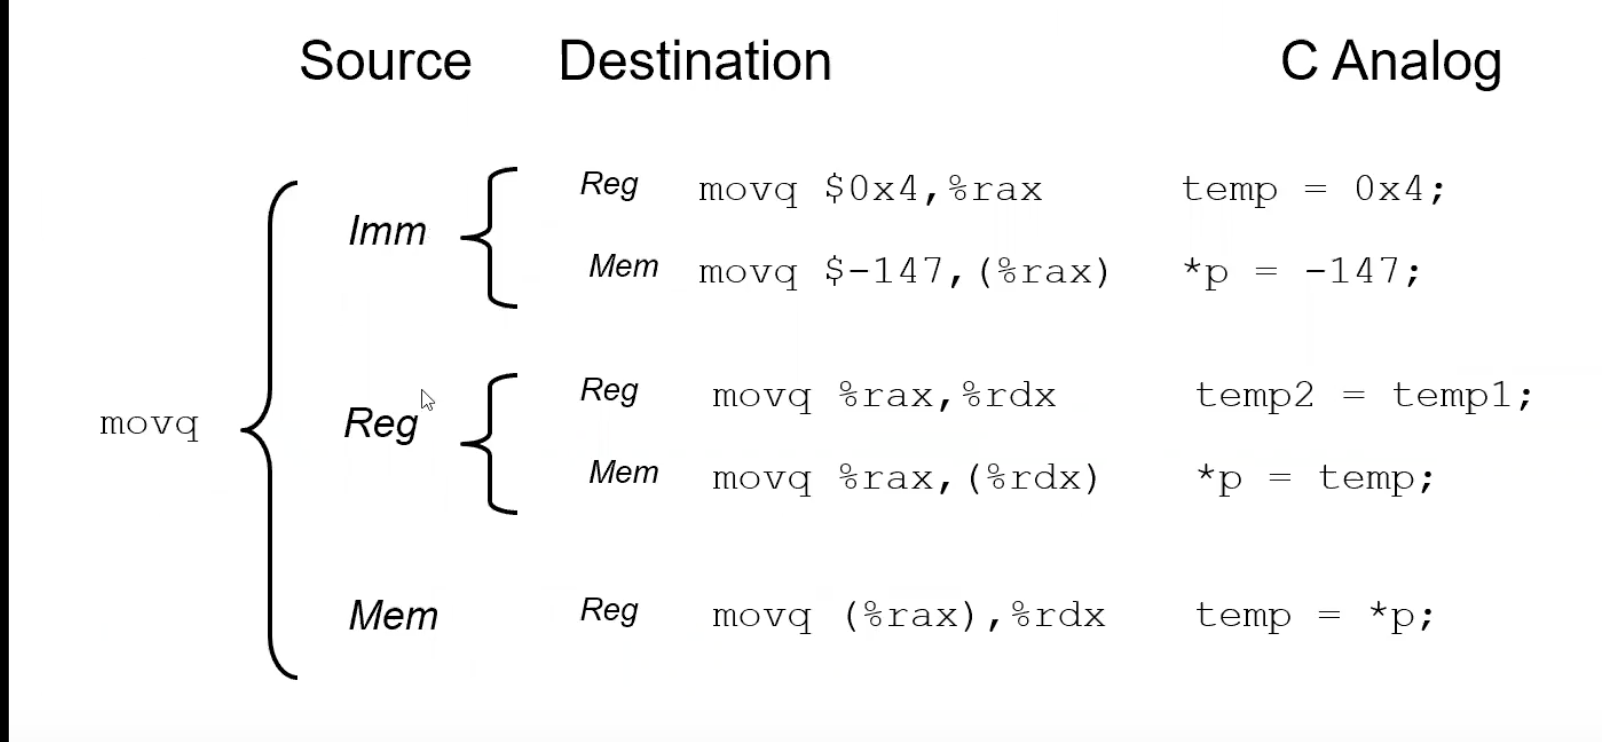 Source Destination C Analog
Reg movq $0x4,%rax temp = 0x4;
Imm
Mem movq $-147,(%rax) *p = -147;
Reg movq %rax,%rdx temp2 = temp1;
movq Reg
Mem movq %rax,(%rdx) *p = temp;
Mem Reg movq (%rax),%rdx temp = *p;